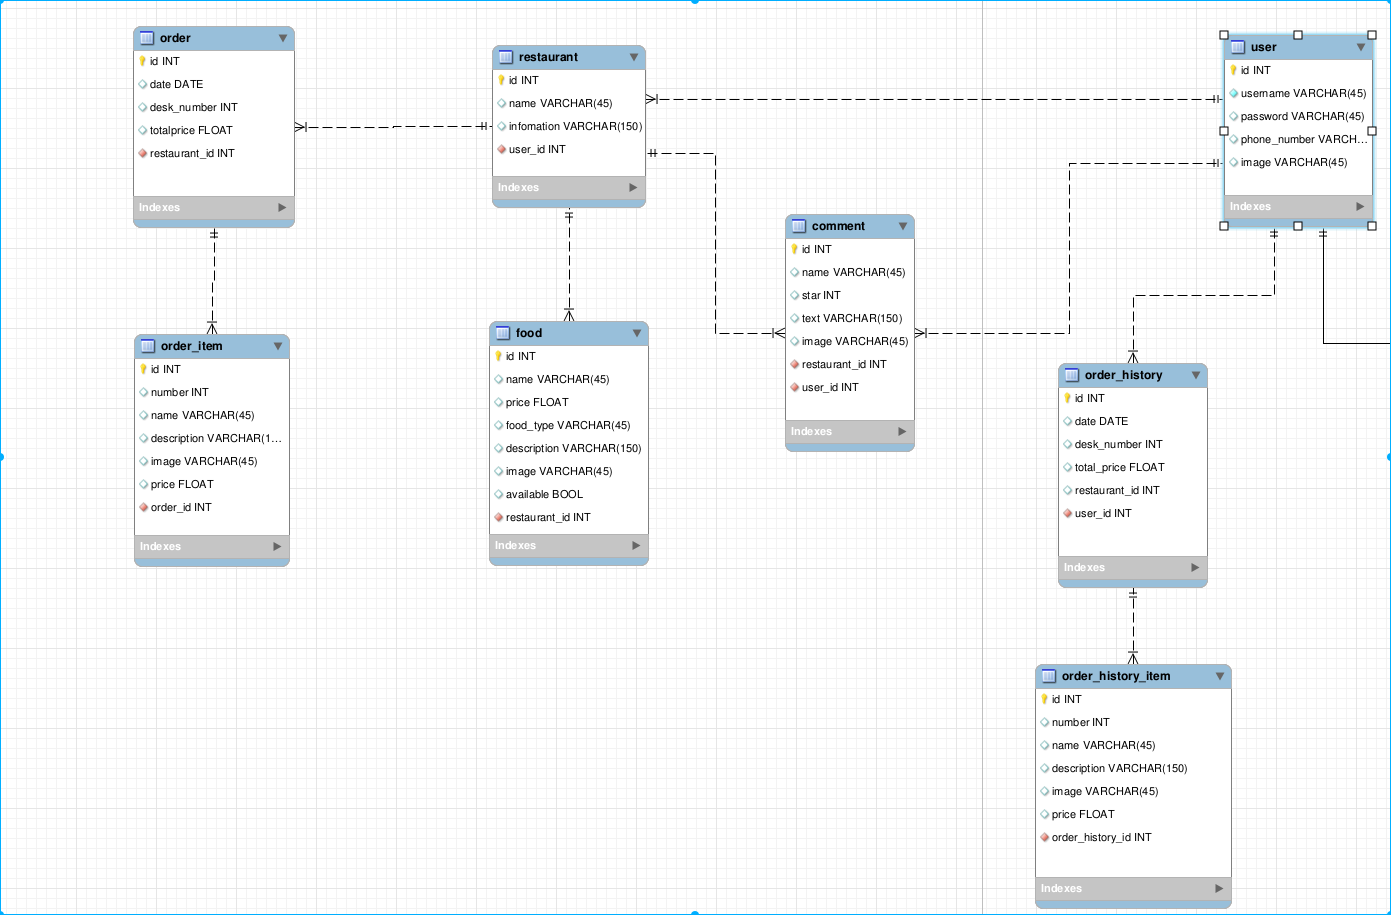 order
id INT
date DATE
desk_number INT
totalprice FLOAT
restaurant_id INT
Indexes
restaurant
id INT
name VARCHAR(45)
infomation VARCHAR(150)
user_id INT
Indexes
user
id INT
username VARCHAR(45)
password VARCHAR(45)
phone_number VARCH...
image VARCHAR(45)
Indexes
comment
id INT
name VARCHAR(45)
star INT
text VARCHAR(150)
image VARCHAR(45)
restaurant_id INT
user_id INT
Indexes
order_item
id INT
number INT
name VARCHAR(45)
description VARCHAR(1...
image VARCHAR(45)
price FLOAT
order_id INT
Indexes
food
id INT
name VARCHAR(45)
price FLOAT
food_type VARCHAR(45)
description VARCHAR(150)
image VARCHAR(45)
available BOOL
restaurant_id INT
Indexes
order_history
id INT
date DATE
desk_number INT
total_price FLOAT
restaurant_id INT
user_id INT
Indexes
order_history_item
id INT
number INT
name VARCHAR(45)
description VARCHAR(150)
image VARCHAR(45)
price FLOAT
order_history_id INT
Indexes